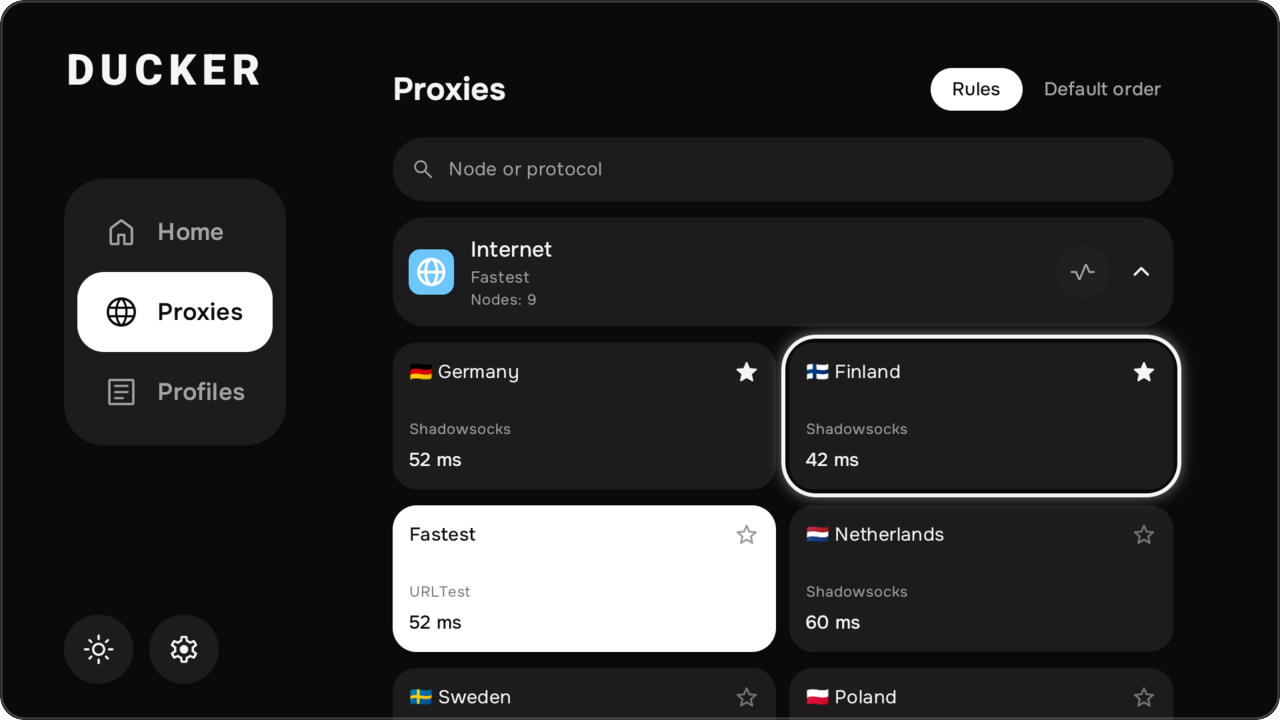 DUCKER
Home
Proxies
Profiles
Proxies
Rules
Default order
Node or protocol
Internet
Fastest
Nodes: 9
🇩🇪 Germany
Shadowsocks
52 ms
🇫🇮 Finland
Shadowsocks
42 ms
Fastest
URLTest
52 ms
🇳🇱 Netherlands
Shadowsocks
60 ms
🇸🇪 Sweden
🇵🇱 Poland